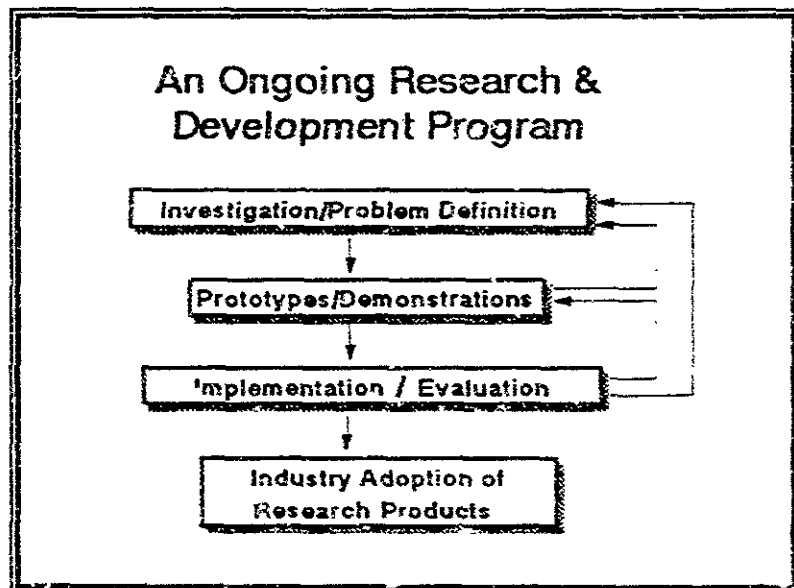 An Ongoing Research &
Development Program
Investigation/Problem Definition
Prototypes/Demonstrations
Implementation / Evaluation
Industry Adoption of
Research Products